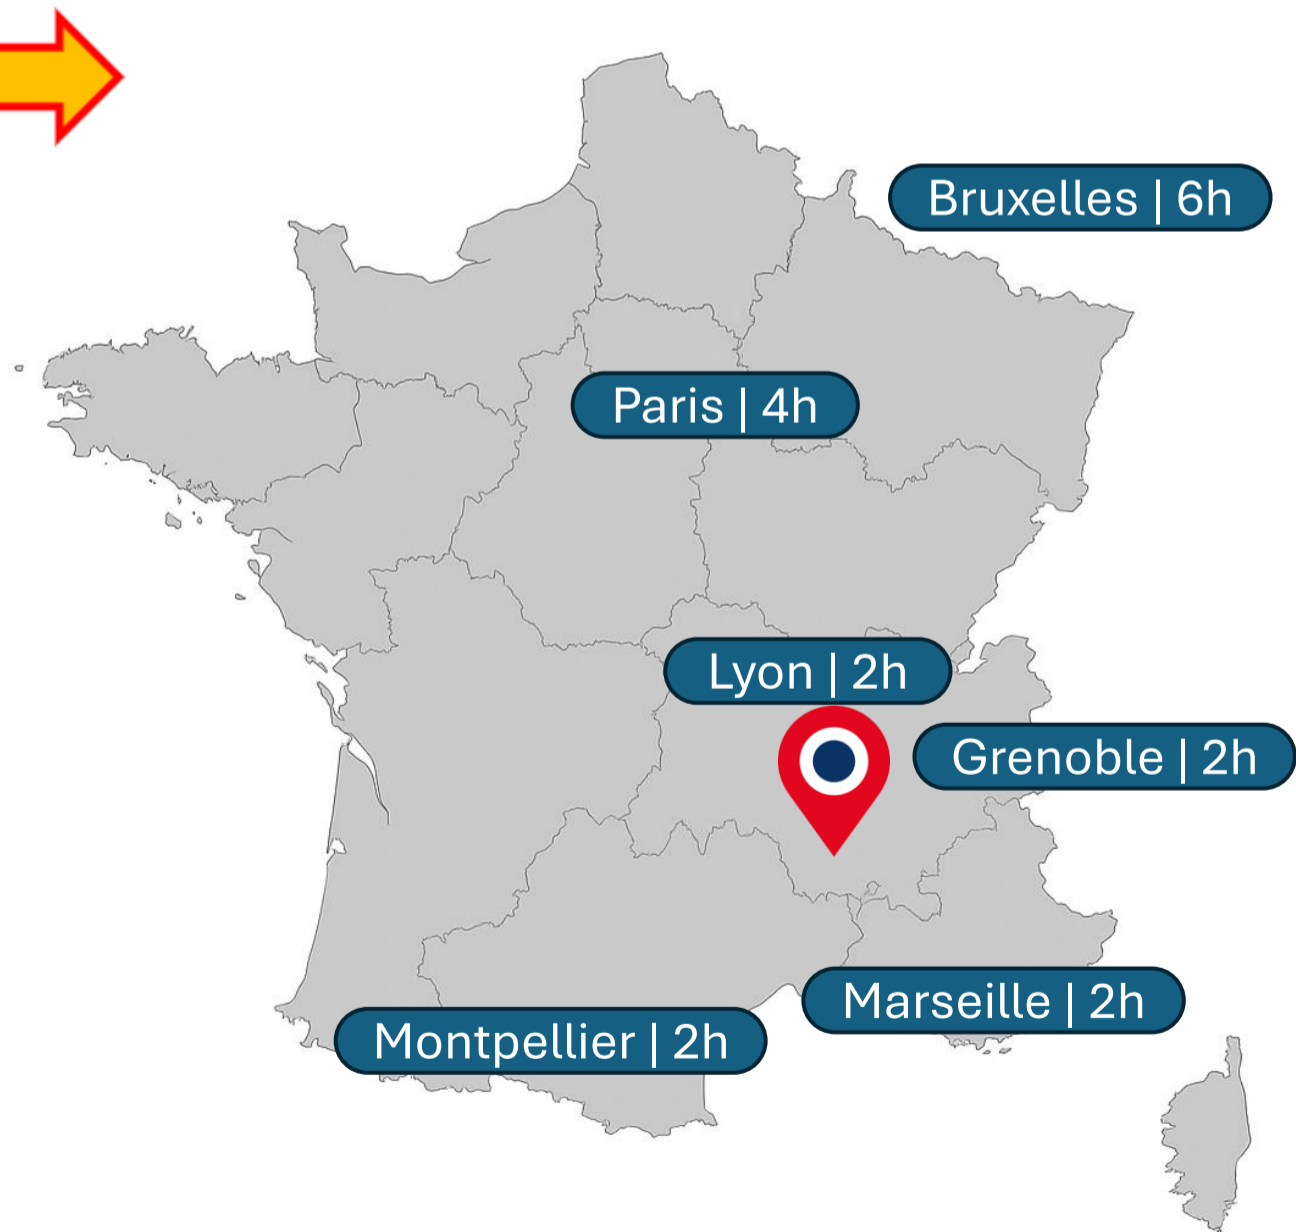 Bruxelles | 6h
Paris | 4h
Lyon | 2h
Grenoble | 2h
Marseille | 2h
Montpellier | 2h